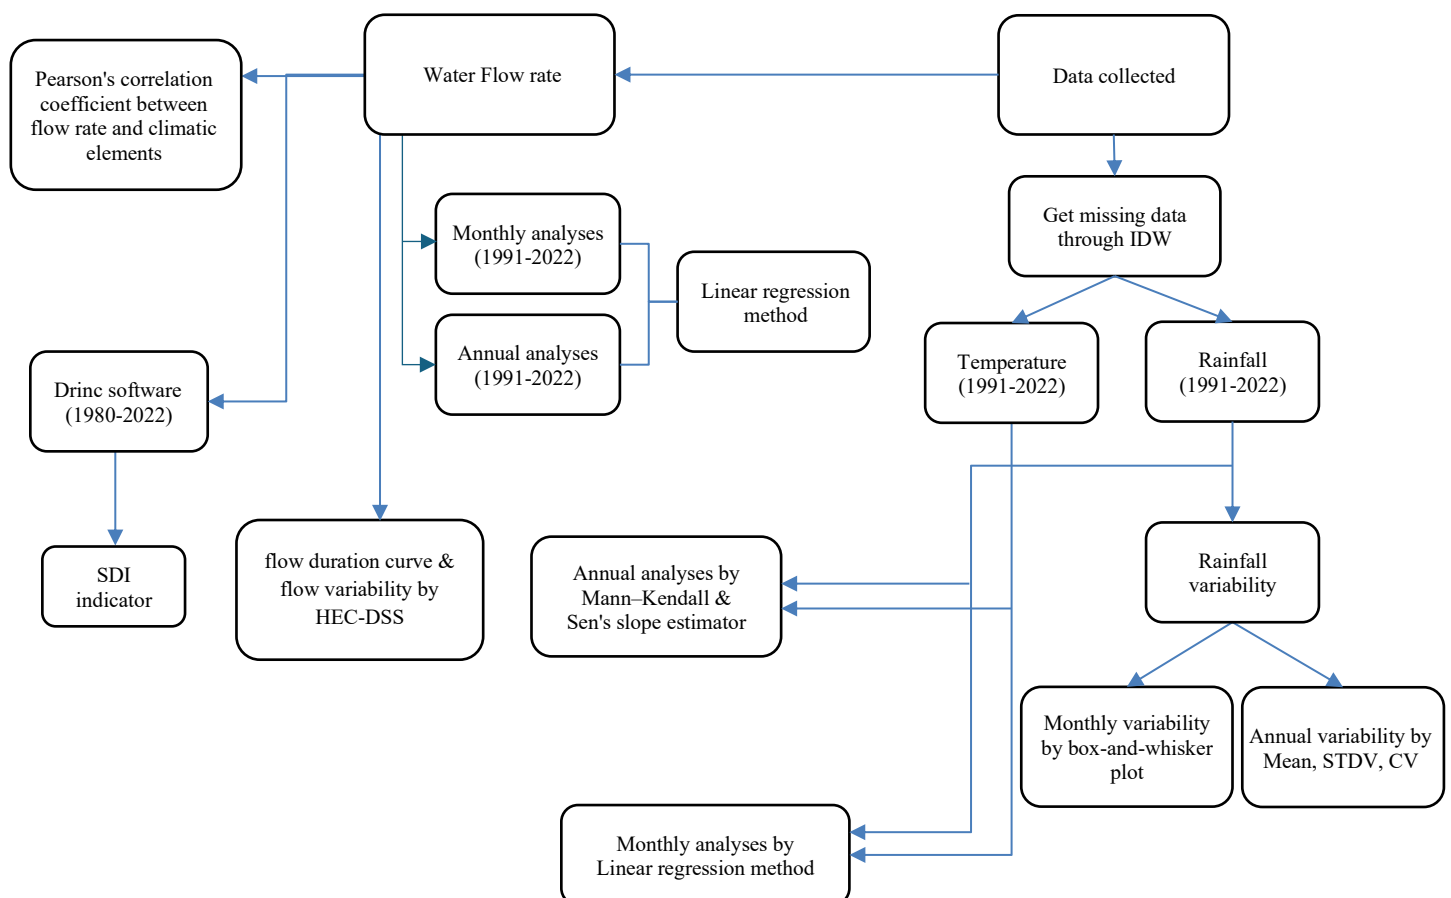 Pearson's correlation
coefficient between
flow rate and climatic
elements
Water Flow rate
Data collected
Get missing data
through IDW
Monthly analyses
(1991-2022)
Linear regression
method
Annual analyses
(1991-2022)
Temperature
(1991-2022)
Rainfall
(1991-2022)
Drinc software
(1980-2022)
SDI
indicator
flow duration curve &
flow variability by
HEC-DSS
Annual analyses by
Mann–Kendall &
Sen's slope estimator
Rainfall
variability
Monthly variability
by box-and-whisker
plot
Annual variability by
Mean, STDV, CV
Monthly analyses by
Linear regression method